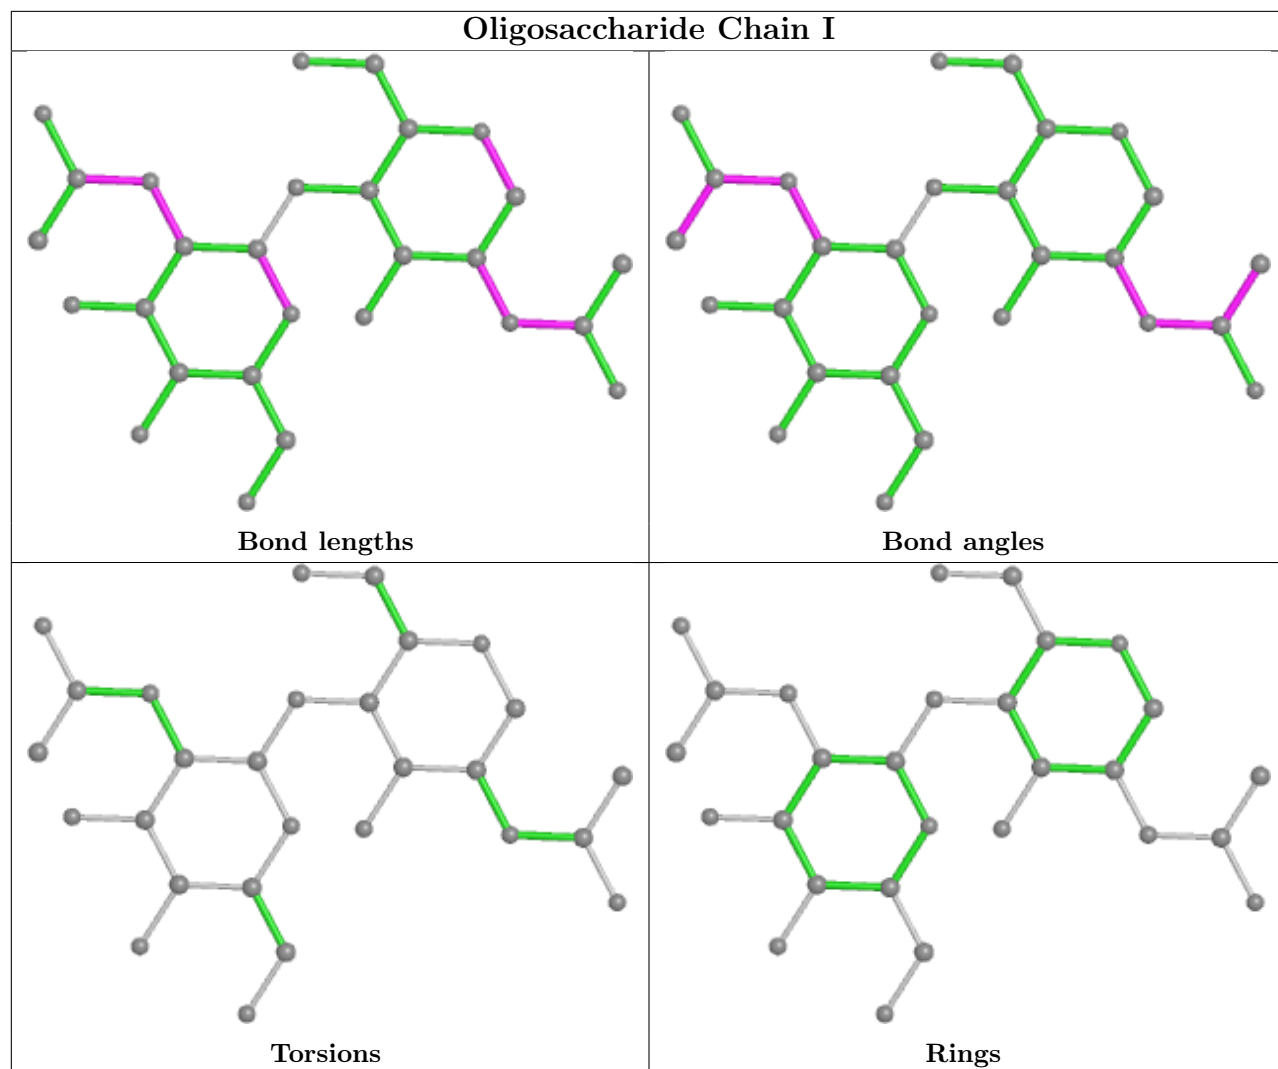 Oligosaccharide Chain I
Bond lengths
Bond angles
Torsions
Rings